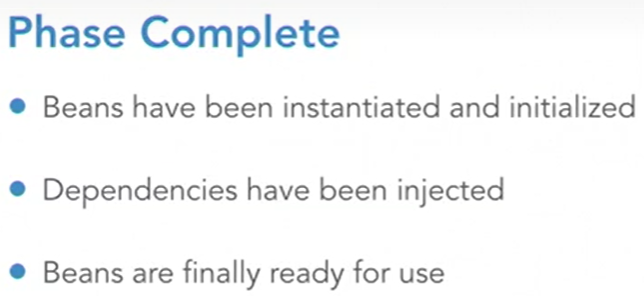 Phase Complete
Beans have been instantiated and initialized
Dependencies have been injected
Beans are finally ready for use